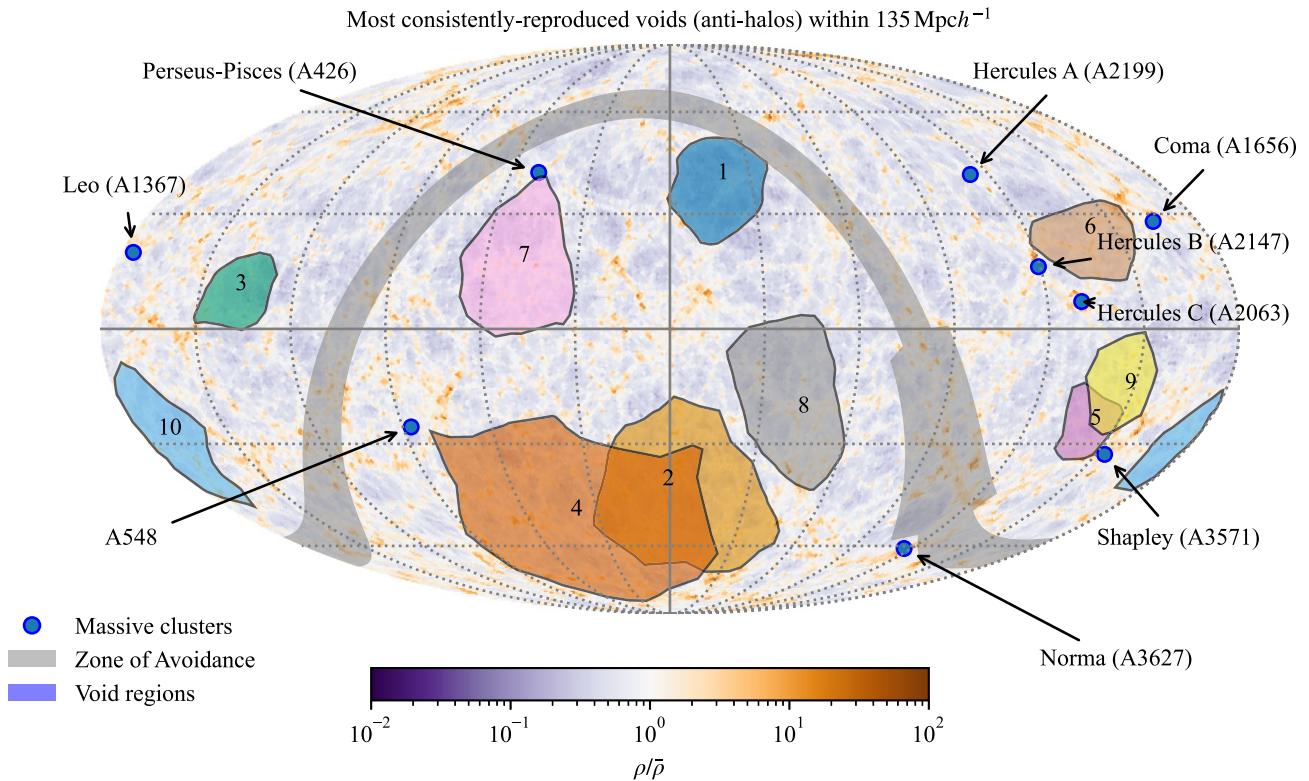 Most consistently-reproduced voids (anti-halos) within 135 Mpch⁻¹
Perseus-Pisces (A426)
Hercules A (A2199)
Coma (A1656)
Leo (A1367)
1
6
7
Hercules B (A2147)
3
Hercules C (A2063)
9
8
5
10
2
4
A548
Shapley (A3571)
Norma (A3627)
Massive clusters
Zone of Avoidance
Void regions
10⁻² 10⁻¹ 10⁰ 10¹ 10²
ρ/ρ̄